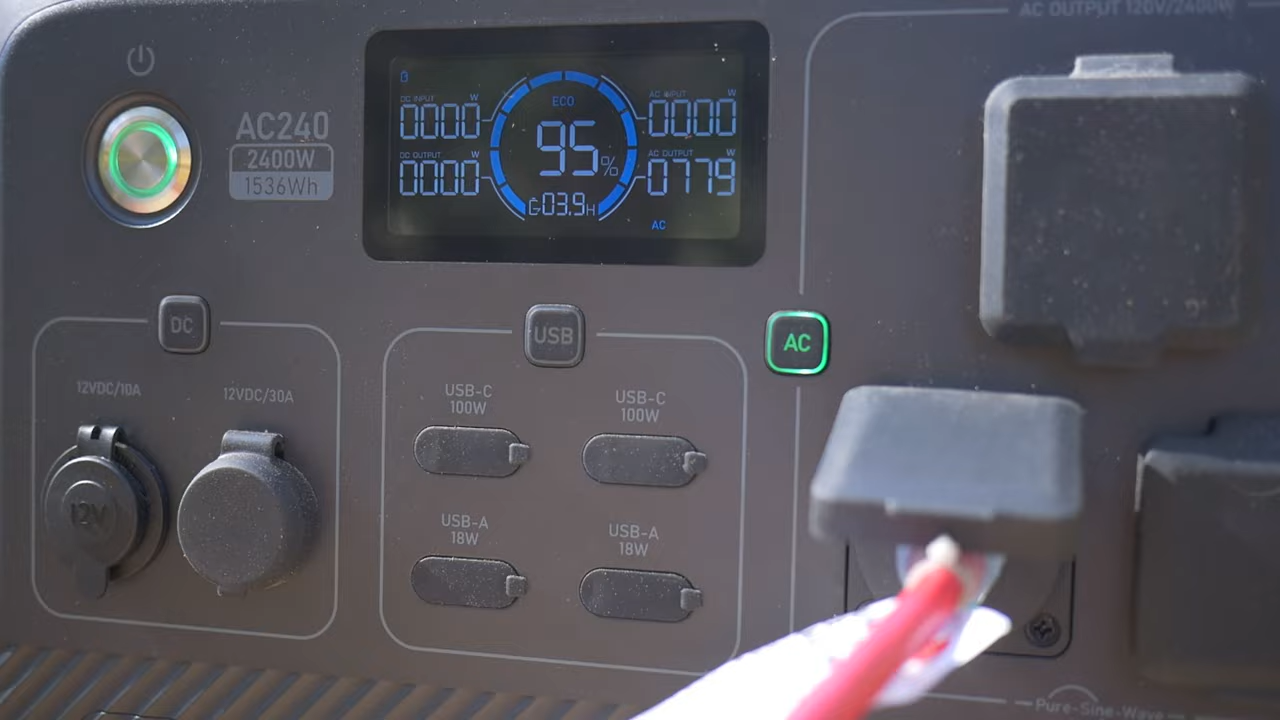 AC OUTPUT 120V/2400W
AC240
2400W
1536Wh
DC INPUT W
0000
DC OUTPUT W
0000
ECO
95%
03.9H
AC INPUT W
0000
AC OUTPUT W
0779
AC
DC
USB
AC
12VDC/10A
12VDC/30A
12V
USB-C
100W
USB-C
100W
USB-A
18W
USB-A
18W
Pure-Sine-Wave